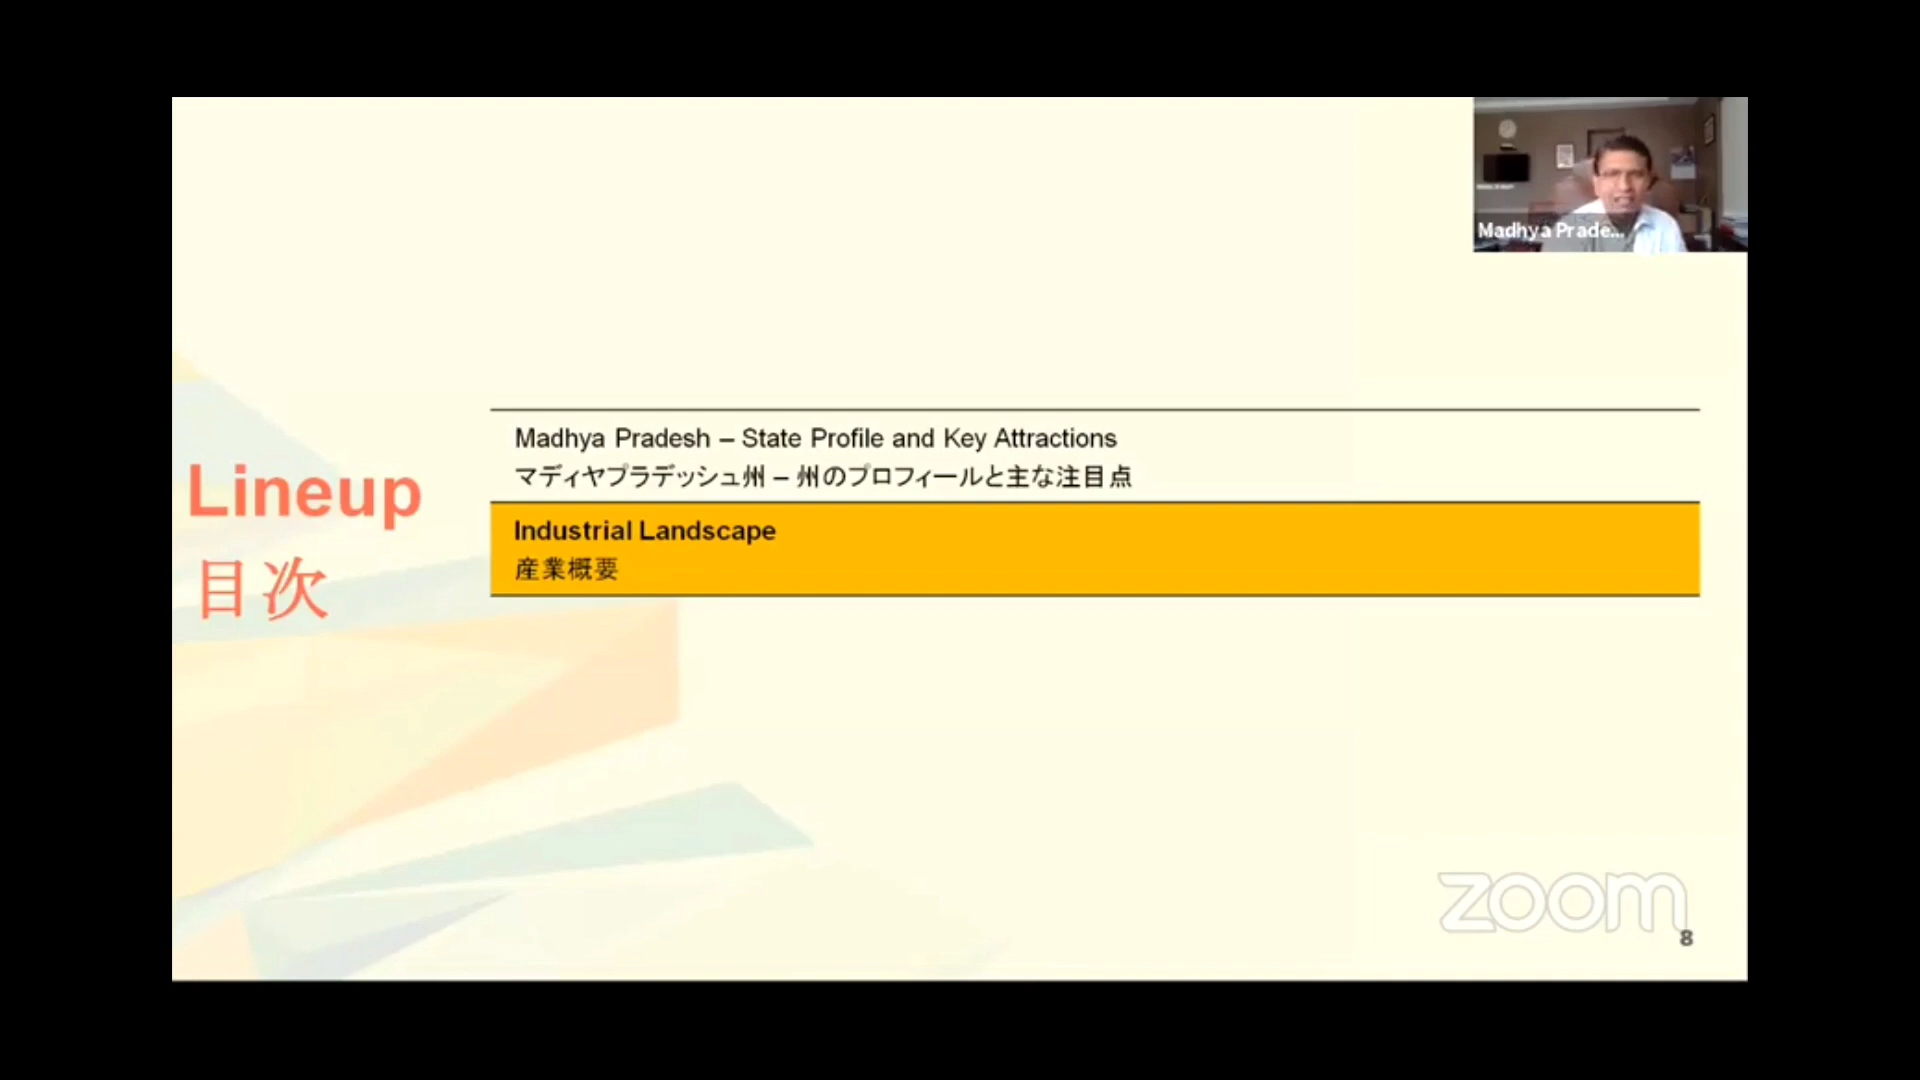 Madhya Prade...
Lineup
目次
Madhya Pradesh – State Profile and Key Attractions
マディヤプラデッシュ州 – 州のプロフィールと主な注目点
Industrial Landscape
産業概要
zoom
8